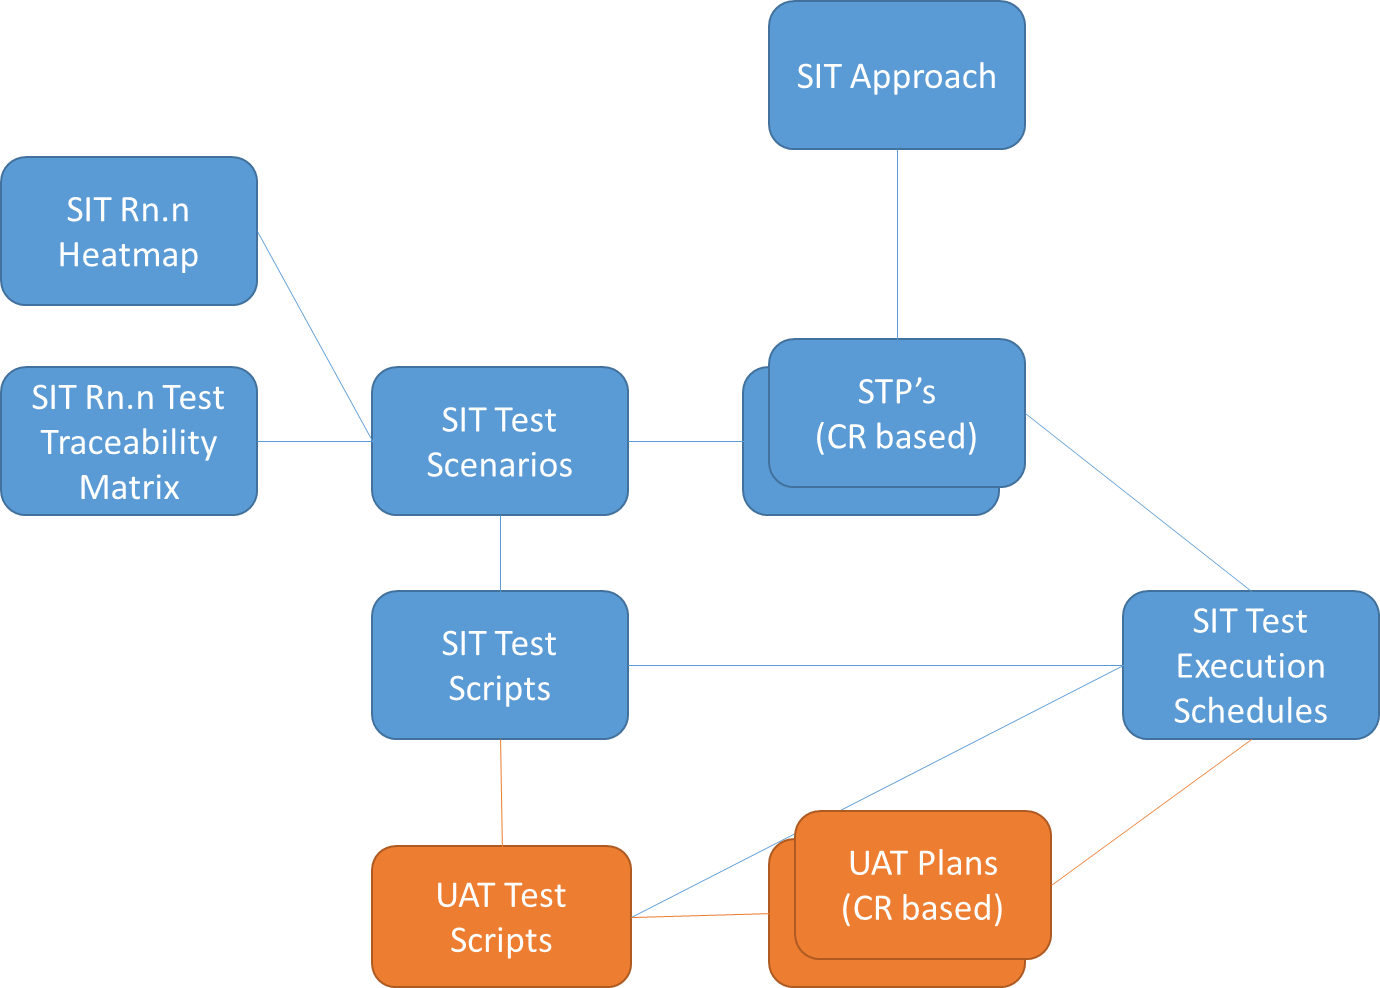 SIT Approach
SIT Rn.n
Heatmap
SIT Rn.n Test
Traceability
Matrix
SIT Test
Scenarios
STP’s
(CR based)
SIT Test
Scripts
SIT Test
Execution
Schedules
UAT Test
Scripts
UAT Plans
(CR based)